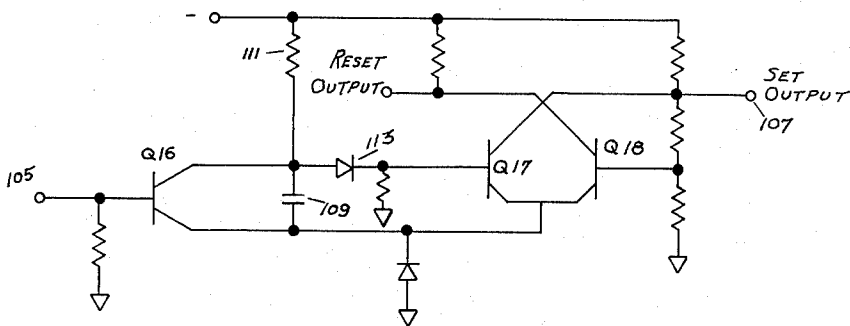 -
111
RESET
OUTPUT
SET
OUTPUT
107
113
Q16
Q17
Q18
105
109